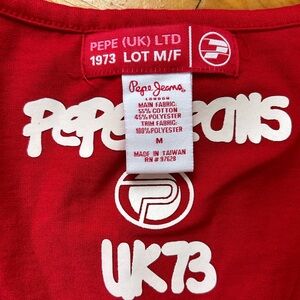 PEPE (UK) LTD
1973 LOT M/F
Pepe Jeans
LONDON
MAIN FABRIC:
55% COTTON
45% POLYESTER
TRIM FABRIC:
100% POLYESTER
M
MADE IN TAIWAN
RN # 97628
UK73